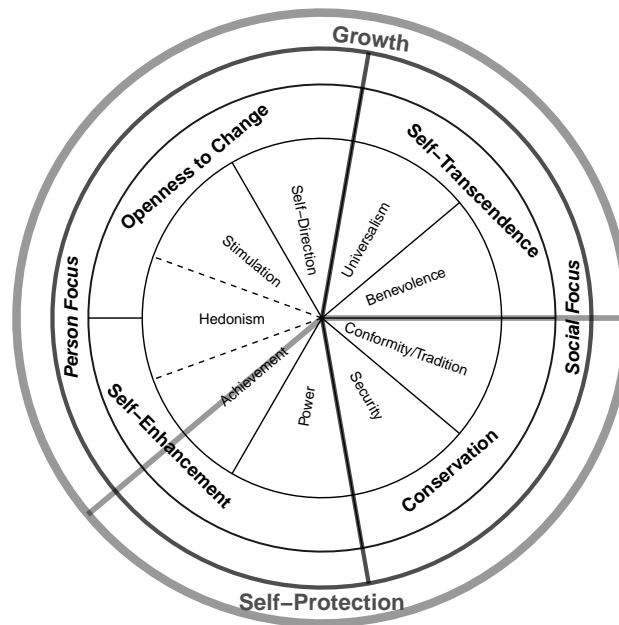 Growth
Openness to Change
Self–Transcendence
Self–Direction
Universalism
Stimulation
Benevolence
Person Focus
Hedonism
Social Focus
Conformity/Tradition
Achievement
Power
Security
Self–Enhancement
Conservation
Self–Protection